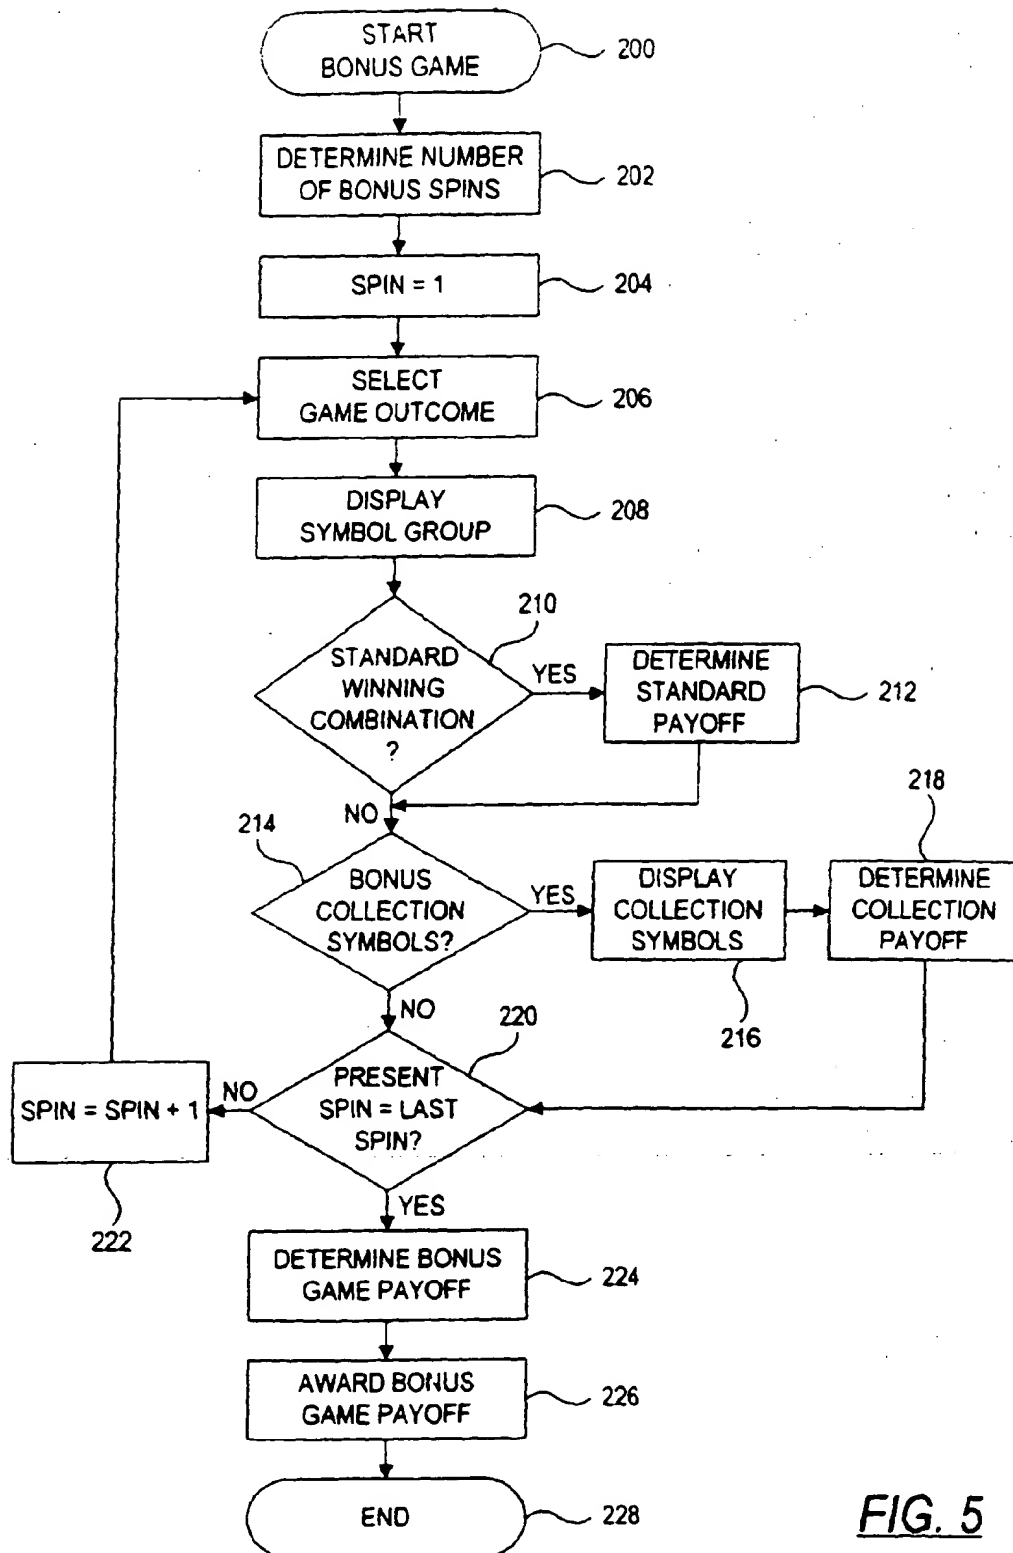 START
BONUS GAME
200
DETERMINE NUMBER
OF BONUS SPINS
202
SPIN = 1
204
SELECT
GAME OUTCOME
206
DISPLAY
SYMBOL GROUP
208
210
STANDARD
WINNING
COMBINATION
?
YES
DETERMINE
STANDARD
PAYOFF
212
NO
214
BONUS
COLLECTION
SYMBOLS?
YES
DISPLAY
COLLECTION
SYMBOLS
216
218
DETERMINE
COLLECTION
PAYOFF
NO
220
PRESENT
SPIN = LAST
SPIN?
NO
SPIN = SPIN + 1
222
YES
DETERMINE BONUS
GAME PAYOFF
224
AWARD BONUS
GAME PAYOFF
226
END
228
FIG. 5